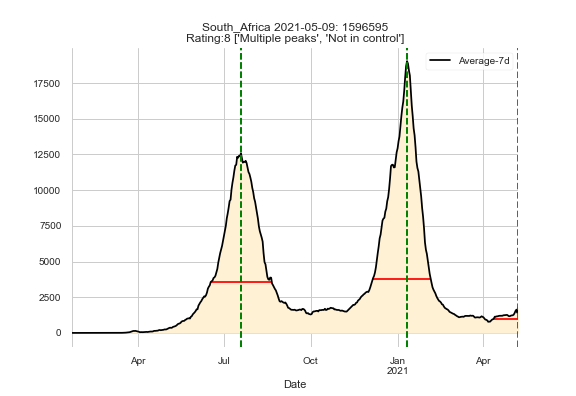 South_Africa 2021-05-09: 1596595
Rating:8 ['Multiple peaks', 'Not in control']
Average-7d
17500
15000
12500
10000
7500
5000
2500
0
Apr
Jul
Oct
Jan
2021
Apr
Date